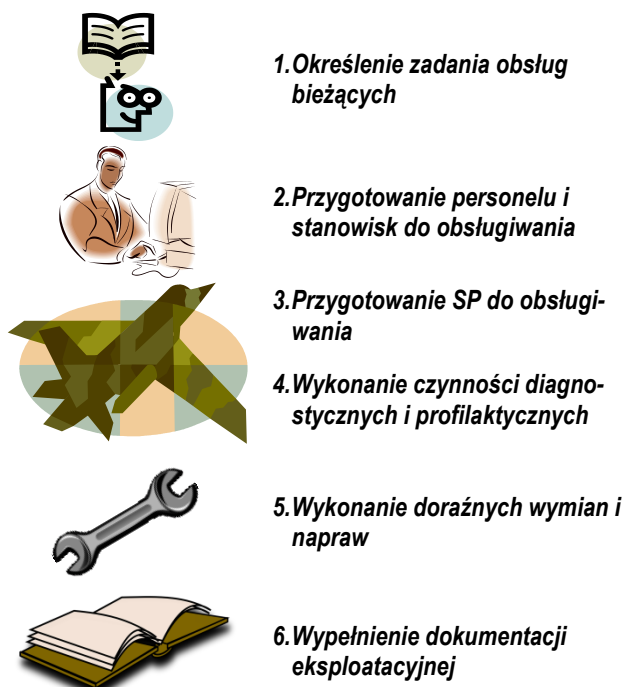 1.Określenie zadania obsług
bieżących
2.Przygotowanie personelu i
stanowisk do obsługiwania
3.Przygotowanie SP do obsługi-
wania
4.Wykonanie czynności diagno-
stycznych i profilaktycznych
5.Wykonanie doraźnych wymian i
napraw
6.Wypełnienie dokumentacji
eksploatacyjnej